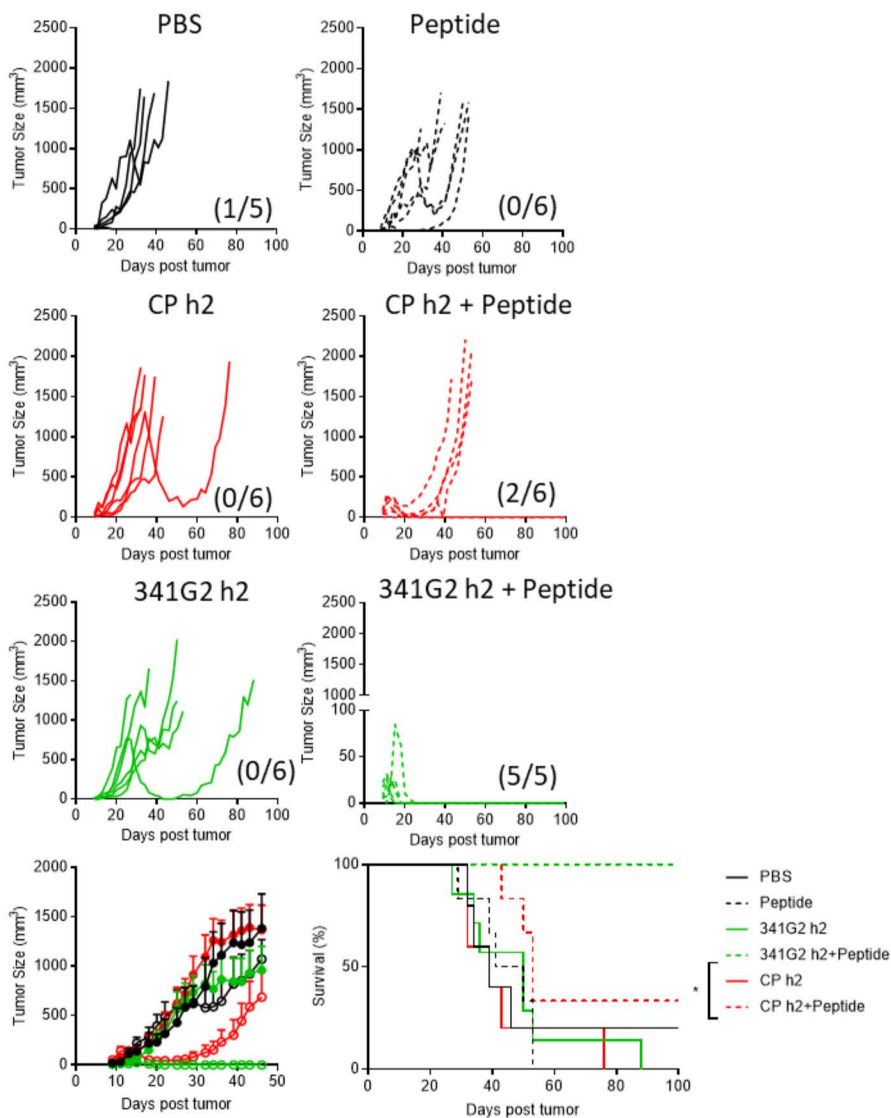 PBS
Tumor Size (mm³)
2500
2000
1500
1000
500
0
(1/5)
0 20 40 60 80 100
Days post tumor
Peptide
Tumor Size (mm³)
2500
2000
1500
1000
500
0
(0/6)
0 20 40 60 80 100
Days post tumor
CP h2
Tumor Size (mm³)
2500
2000
1500
1000
500
0
(0/6)
0 20 40 60 80 100
Days post tumor
CP h2 + Peptide
Tumor Size (mm³)
2500
2000
1500
1000
500
0
(2/6)
0 20 40 60 80 100
Days post tumor
341G2 h2
Tumor Size (mm³)
2500
2000
1500
1000
500
0
(0/6)
0 20 40 60 80 100
Days post tumor
341G2 h2 + Peptide
Tumor Size (mm³)
2500
2000
1500
1000
100
50
0
(5/5)
0 20 40 60 80 100
Days post tumor
Tumor Size (mm³)
2000
1500
1000
500
0
0 10 20 30 40 50
Days post tumor
Survival (%)
100
50
0
0 20 40 60 80 100
Days post tumor
PBS
Peptide
341G2 h2
341G2 h2+Peptide
*
CP h2
CP h2+Peptide